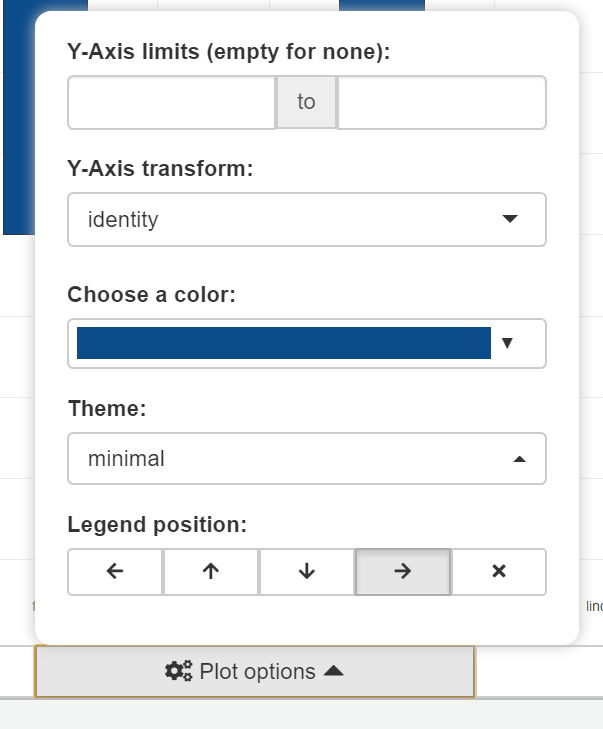 Y-Axis limits (empty for none):
to
Y-Axis transform:
identity
Choose a color:
Theme:
minimal
Legend position:
Plot options